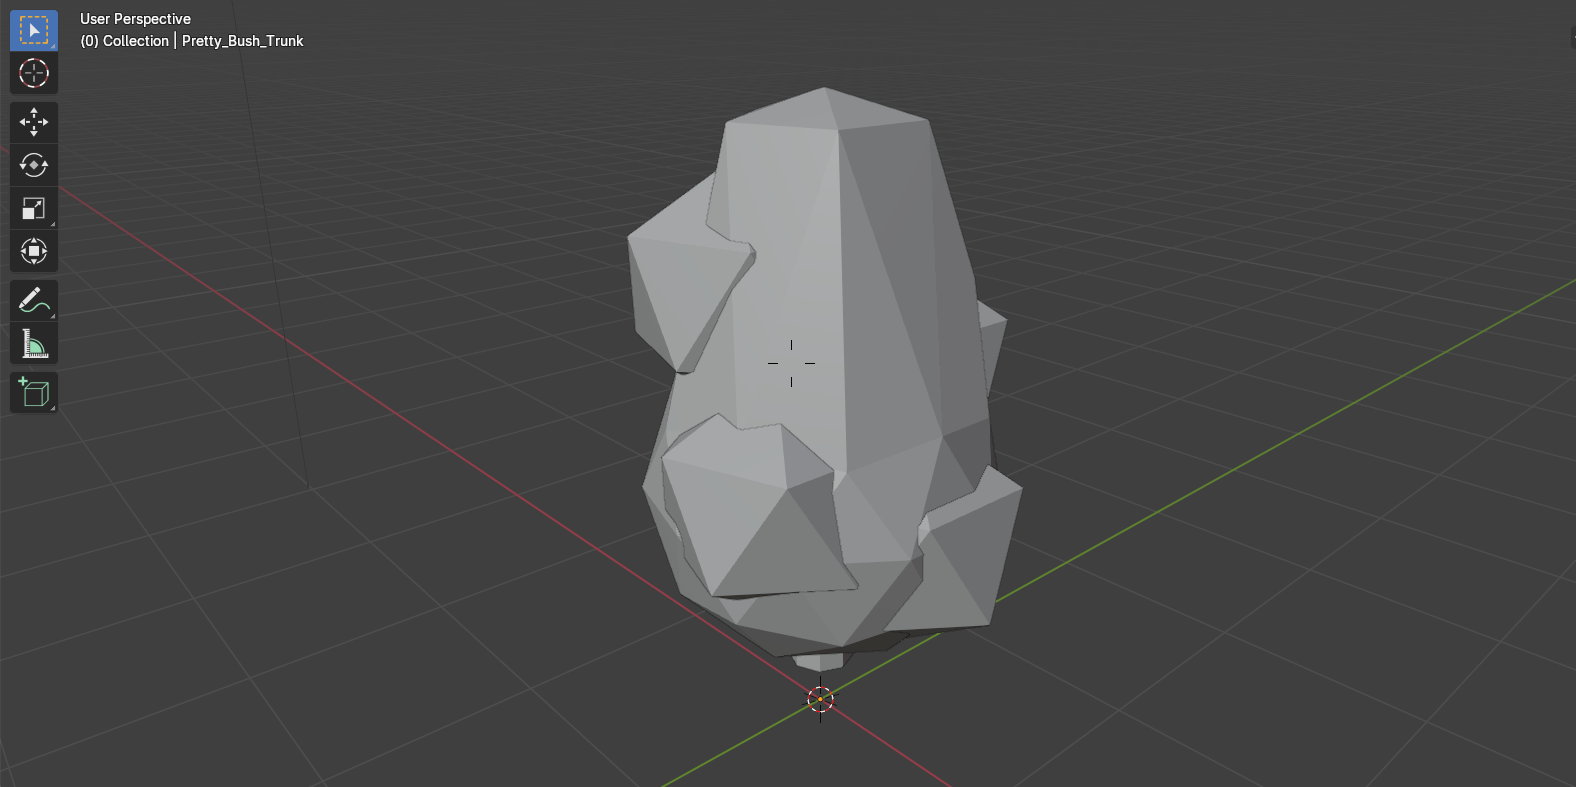 User Perspective
(0) Collection | Pretty_Bush_Trunk